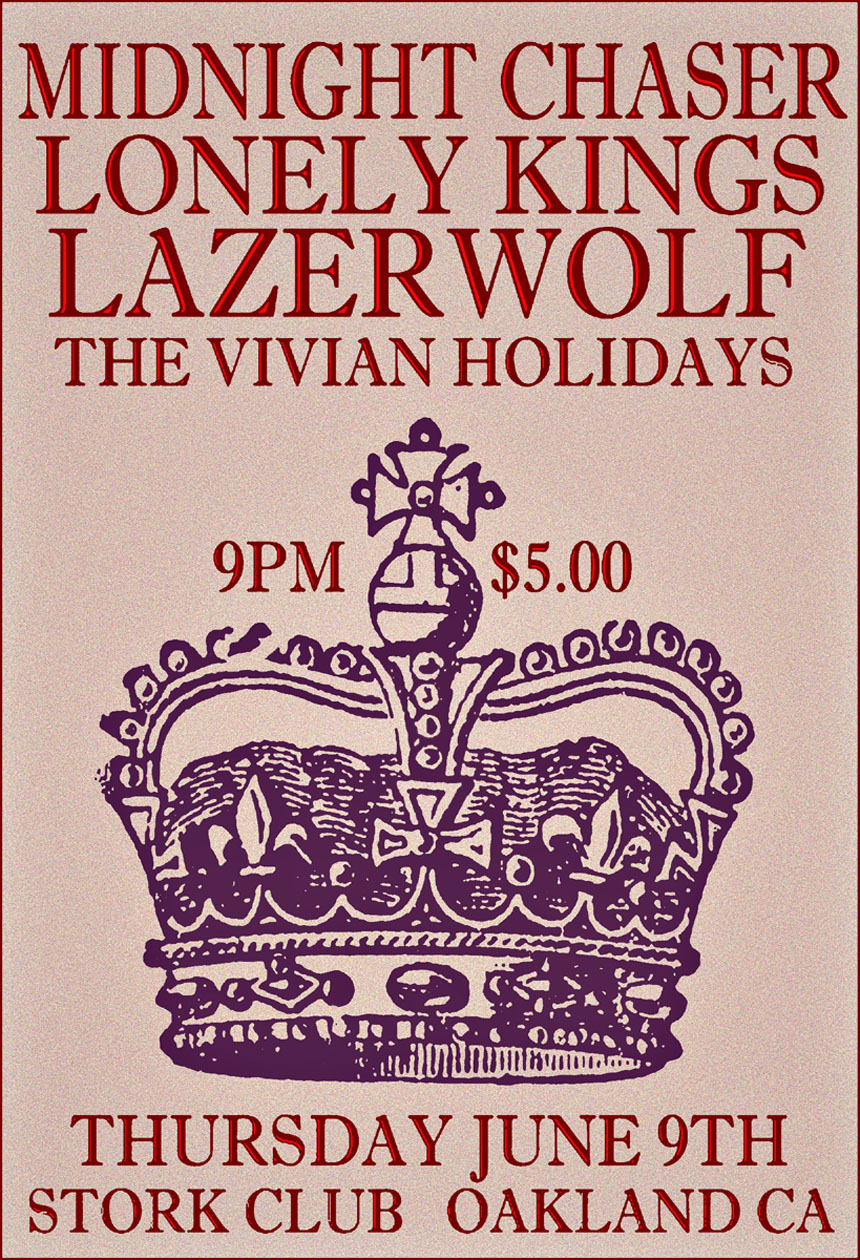 MIDNIGHT CHASER
LONELY KINGS
LAZERWOLF
THE VIVIAN HOLIDAYS
9PM $5.00
THURSDAY JUNE 9TH
STORK CLUB OAKLAND CA